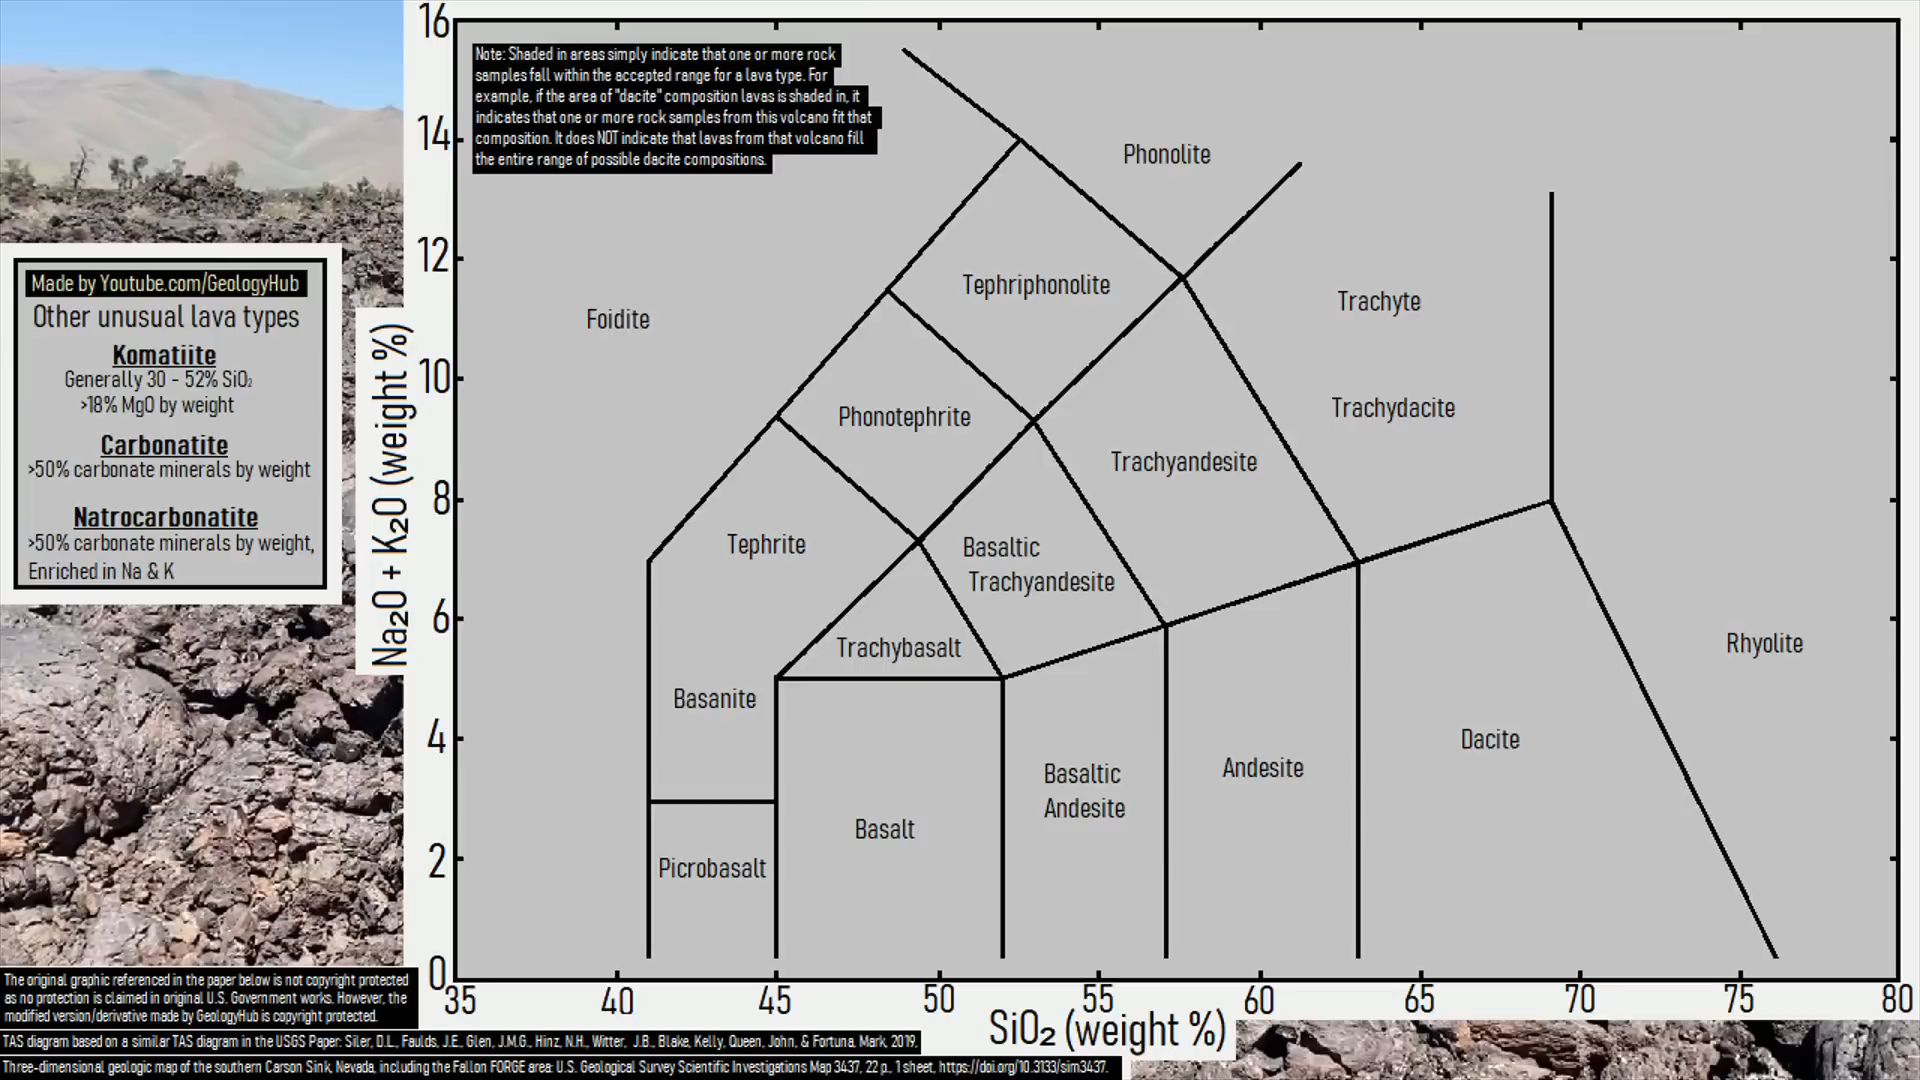 16
Note: Shaded in areas simply indicate that one or more rock
samples fall within the accepted range for a lava type. For
example, if the area of "dacite" composition lavas is shaded in, it
indicates that one or more rock samples from this volcano fit that
composition. It does NOT indicate that lavas from that volcano fill
the entire range of possible dacite compositions.
14
Phonolite
12
Tephriphonolite
Trachyte
Foidite
Made by Youtube.com/GeologyHub
Other unusual lava types
Komatiite
Generally 30 - 52% SiO₂
>18% MgO by weight
Carbonatite
>50% carbonate minerals by weight
Natrocarbonatite
>50% carbonate minerals by weight,
Enriched in Na & K
Na₂O + K₂O (weight %)
10
Phonotephrite
Trachydacite
Trachyandesite
8
Tephrite
Basaltic
Trachyandesite
6
Trachybasalt
Rhyolite
Basanite
4
Dacite
Basaltic
Andesite
Andesite
Basalt
2
Picrobasalt
0
35 40 45 50 55 60 65 70 75 80
SiO₂ (weight %)
The original graphic referenced in the paper below is not copyright protected
as no protection is claimed in original U.S. Government works. However, the
modified version/derivative made by GeologyHub is copyright protected.
TAS diagram based on a similar TAS diagram in the USGS Paper: Siler, D.L., Faulds, J.E., Glen, J.M.G., Hinz, N.H., Witter, J.B., Blake, Kelly, Queen, John, & Fortuna, Mark, 2019,
Three-dimensional geologic map of the southern Carson Sink, Nevada, including the Fallon FORGE area: U.S. Geological Survey Scientific Investigations Map 3437, 22 p., 1 sheet, https://doi.org/10.3133/sim3437.